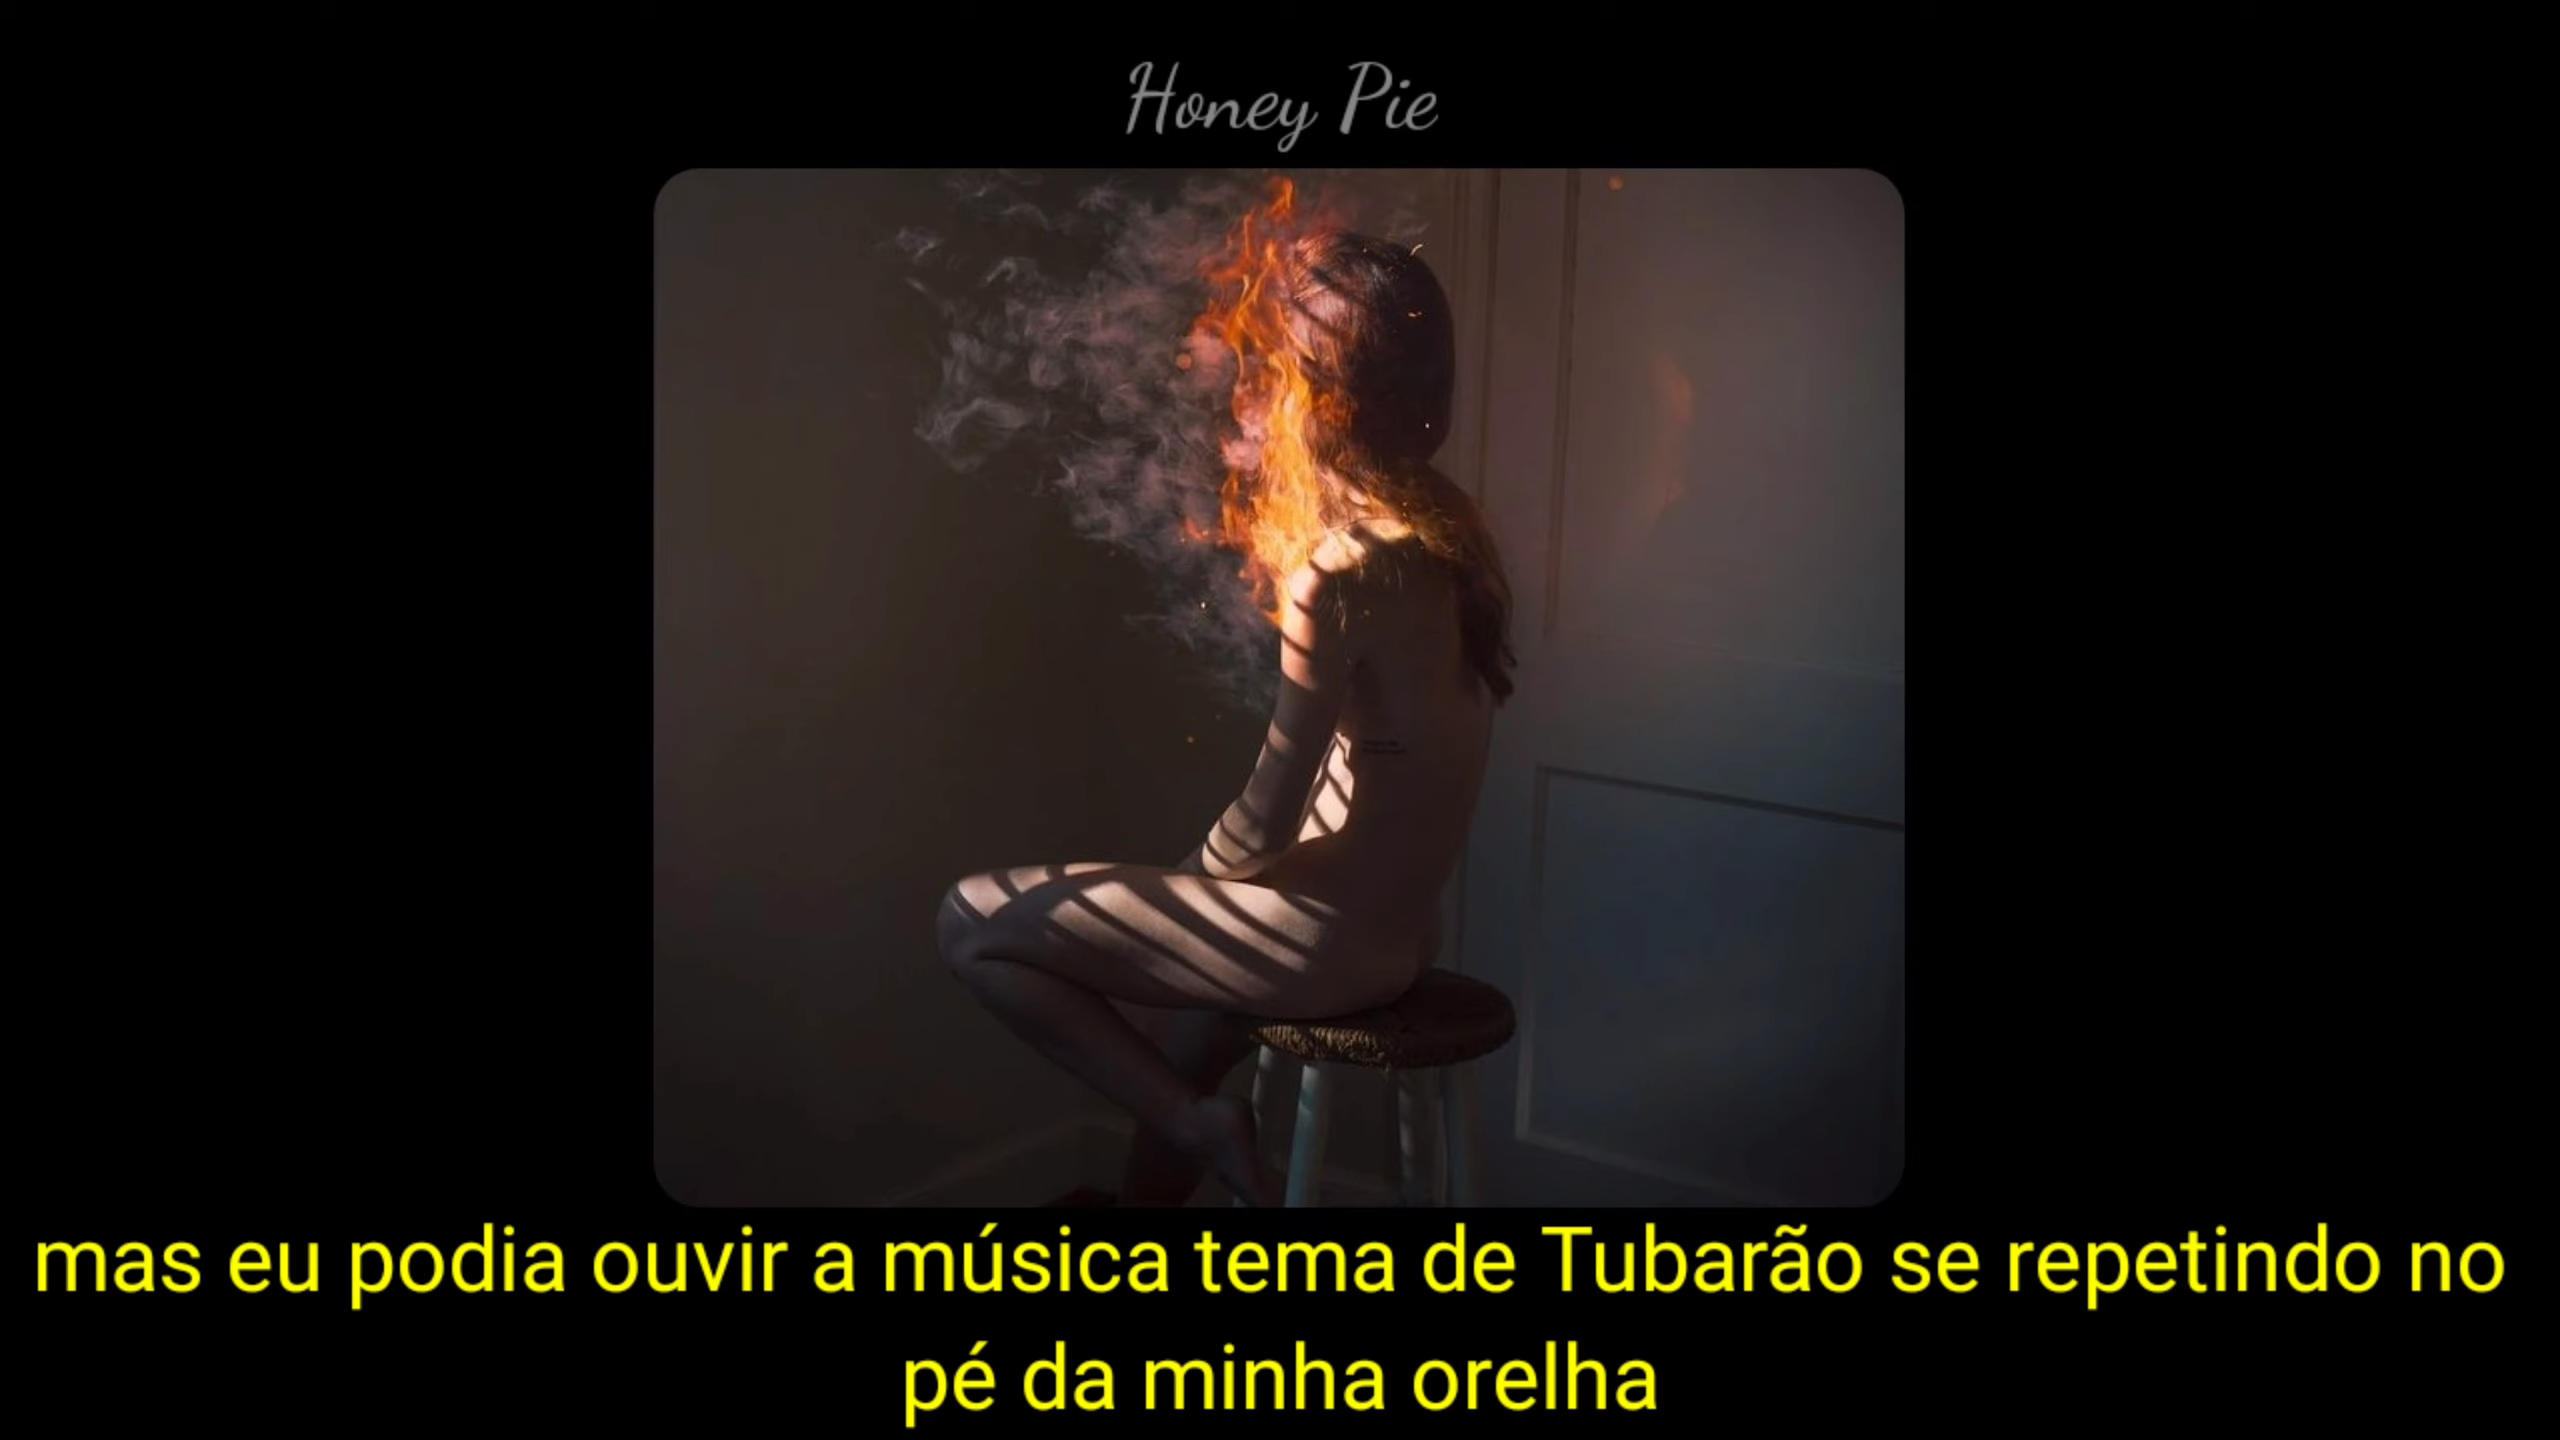 Honey Pie
mas eu podia ouvir a música tema de Tubarão se repetindo no
pé da minha orelha